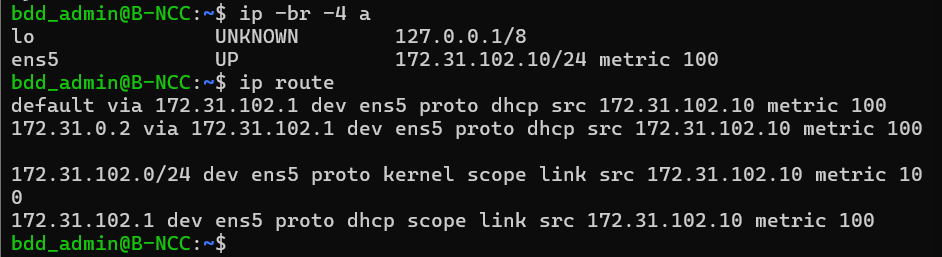 bdd_admin@B-NCC:~$ ip -br -4 a
lo               UNKNOWN        127.0.0.1/8
ens5             UP             172.31.102.10/24 metric 100
bdd_admin@B-NCC:~$ ip route
default via 172.31.102.1 dev ens5 proto dhcp src 172.31.102.10 metric 100
172.31.0.2 via 172.31.102.1 dev ens5 proto dhcp src 172.31.102.10 metric 100
172.31.102.0/24 dev ens5 proto kernel scope link src 172.31.102.10 metric 10
0
172.31.102.1 dev ens5 proto dhcp scope link src 172.31.102.10 metric 100
bdd_admin@B-NCC:~$